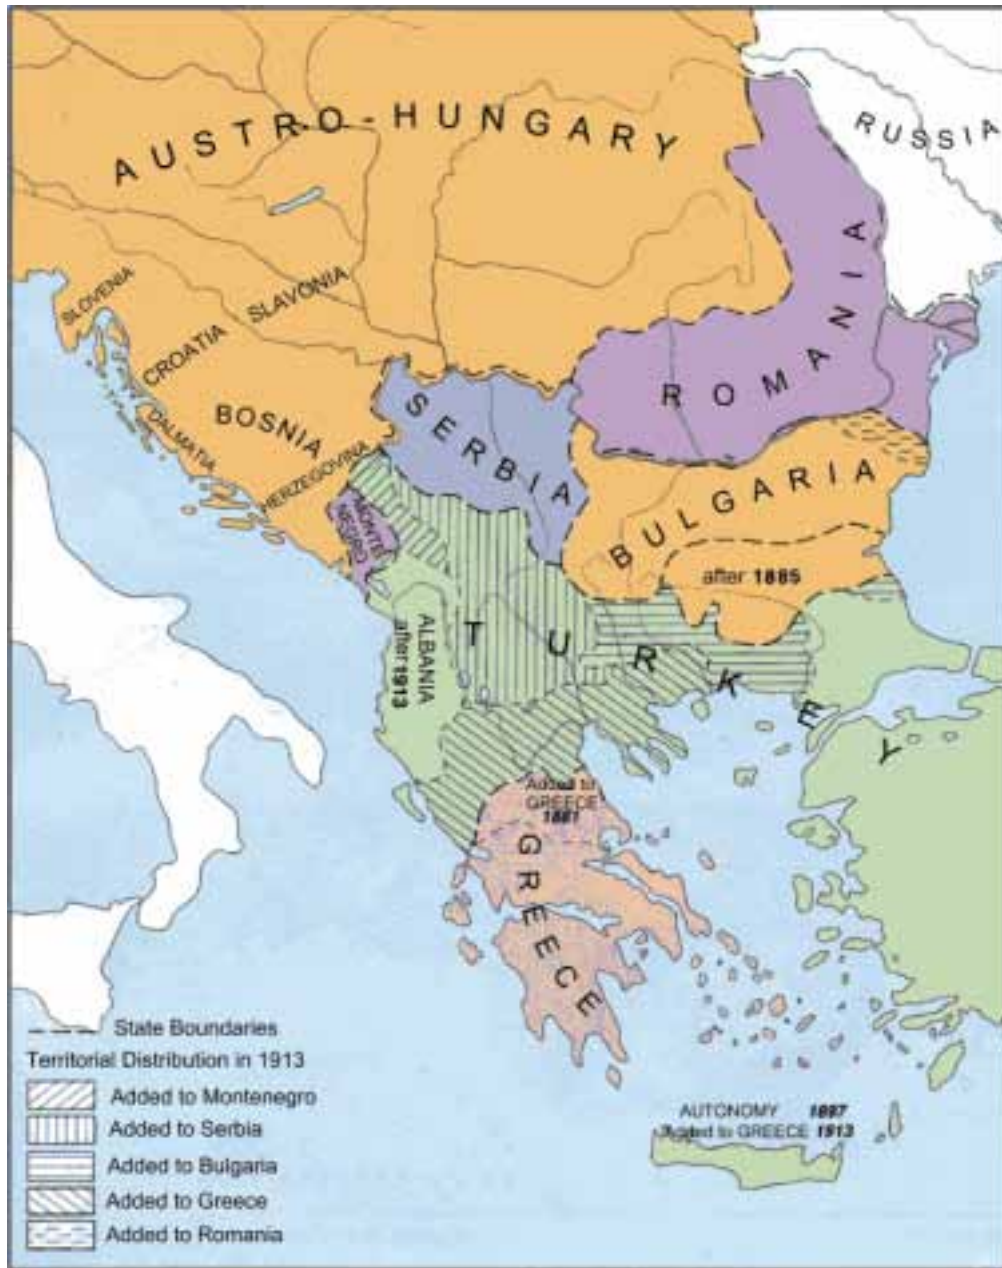 AUSTRO-HUNGARY
RUSSIA
SLOVENIA
CROATIA
SLAVONIA
ROMANIA
DALMATIA
BOSNIA
HERZEGOVINA
SERBIA
MONTE
NEGRO
BULGARIA
after 1885
ALBANIA
after 1913
TURKEY
Added to
GREECE
1881
GREECE
AUTONOMY 1897
Added to GREECE 1913
State Boundaries
Territorial Distribution in 1913
Added to Montenegro
Added to Serbia
Added to Bulgaria
Added to Greece
Added to Romania